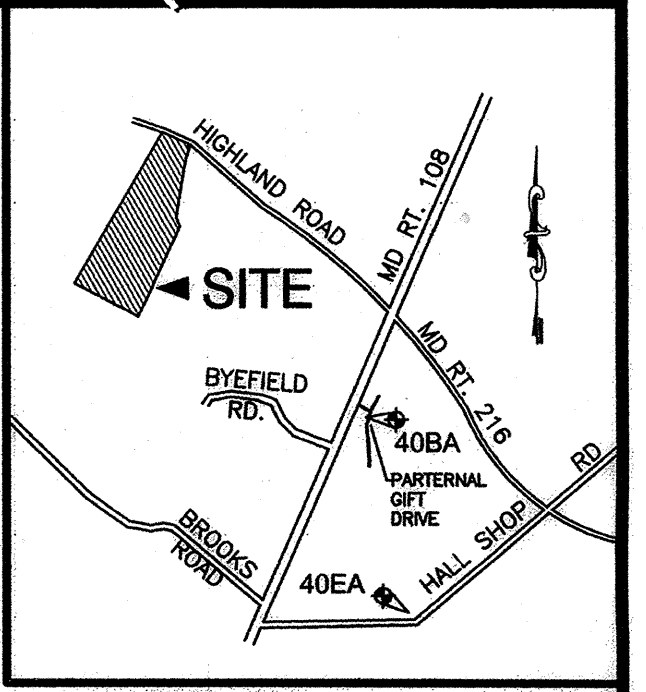 HIGHLAND ROAD
MD RT. 108
SITE
MD RT. 216
BYEFIELD
RD.
40BA
PARTERNAL
GIFT
DRIVE
BROOKS
ROAD
40EA
HALL SHOP RD